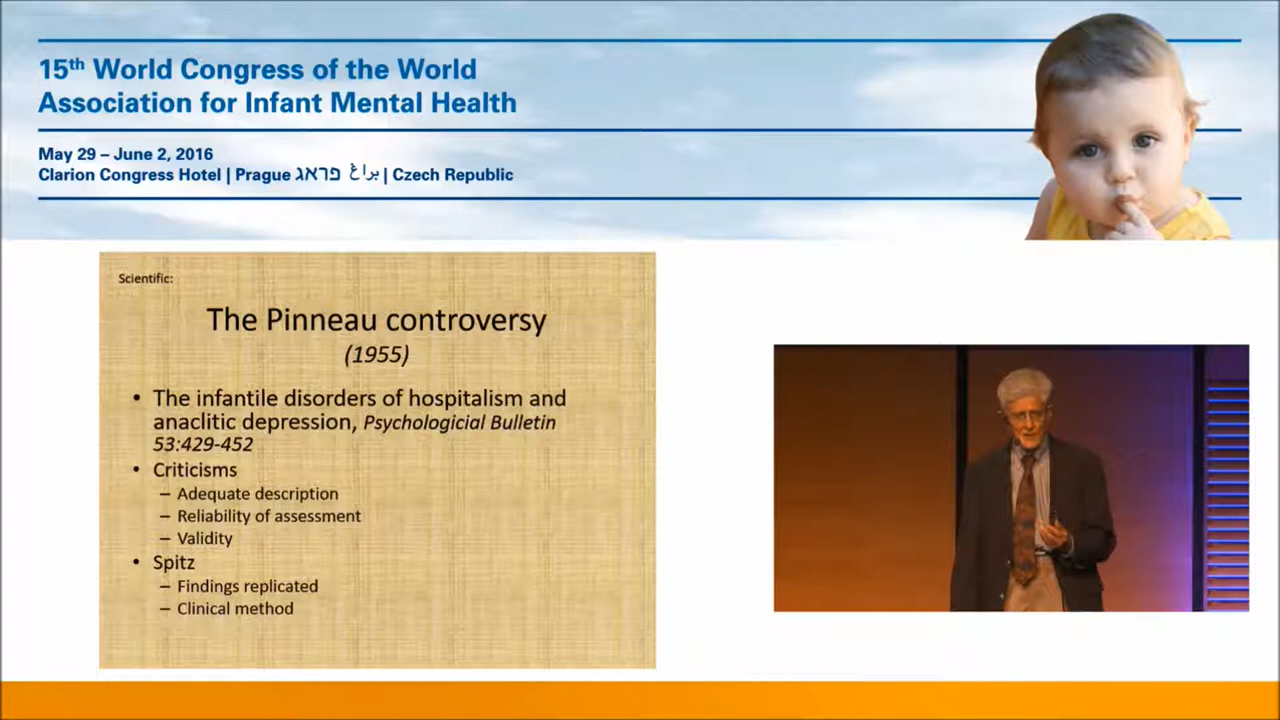 15th World Congress of the World
Association for Infant Mental Health
May 29 – June 2, 2016
Clarion Congress Hotel | Prague פראג براغ | Czech Republic
Scientific:
The Pinneau controversy
(1955)
• The infantile disorders of hospitalism and
anaclitic depression, Psychologicial Bulletin
53:429-452
• Criticisms
– Adequate description
– Reliability of assessment
– Validity
• Spitz
– Findings replicated
– Clinical method